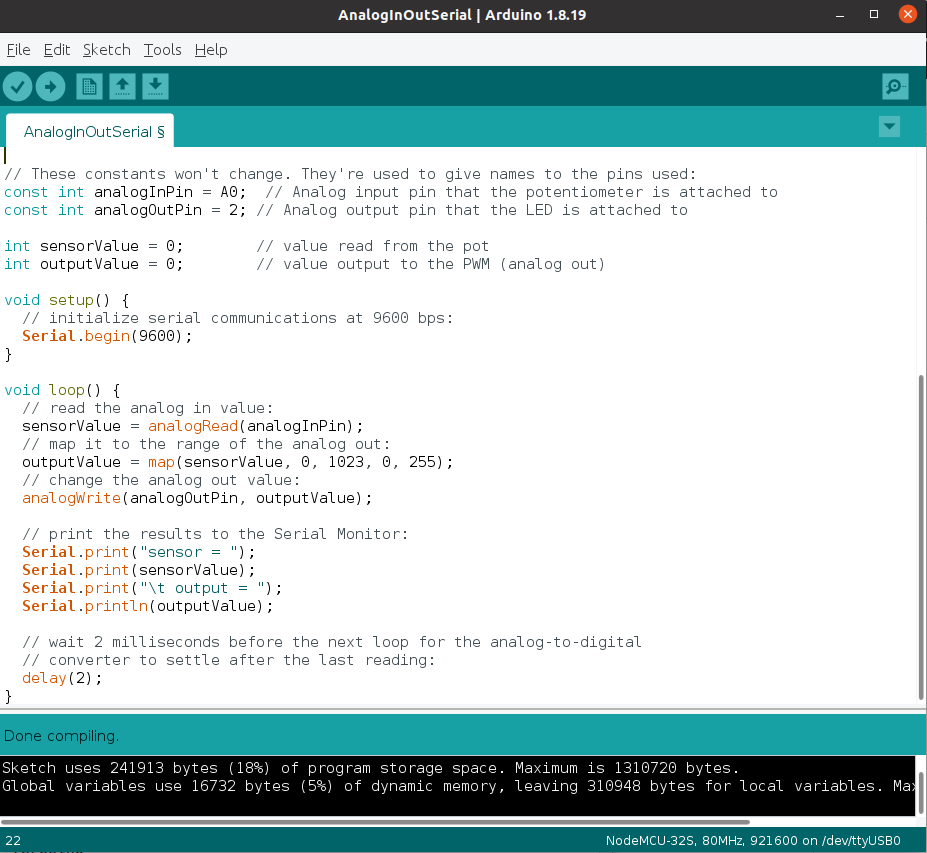 AnalogInOutSerial | Arduino 1.8.19
File Edit Sketch Tools Help
AnalogInOutSerial §
// These constants won't change. They're used to give names to the pins used:
const int analogInPin = A0;  // Analog input pin that the potentiometer is attached to
const int analogOutPin = 2; // Analog output pin that the LED is attached to
int sensorValue = 0;        // value read from the pot
int outputValue = 0;        // value output to the PWM (analog out)
void setup() {
  // initialize serial communications at 9600 bps:
  Serial.begin(9600);
}
void loop() {
  // read the analog in value:
  sensorValue = analogRead(analogInPin);
  // map it to the range of the analog out:
  outputValue = map(sensorValue, 0, 1023, 0, 255);
  // change the analog out value:
  analogWrite(analogOutPin, outputValue);
  // print the results to the Serial Monitor:
  Serial.print("sensor = ");
  Serial.print(sensorValue);
  Serial.print("\t output = ");
  Serial.println(outputValue);
  // wait 2 milliseconds before the next loop for the analog-to-digital
  // converter to settle after the last reading:
  delay(2);
}
Done compiling.
Sketch uses 241913 bytes (18%) of program storage space. Maximum is 1310720 bytes.
Global variables use 16732 bytes (5%) of dynamic memory, leaving 310948 bytes for local variables. Max
22 NodeMCU-32S, 80MHz, 921600 on /dev/ttyUSB0